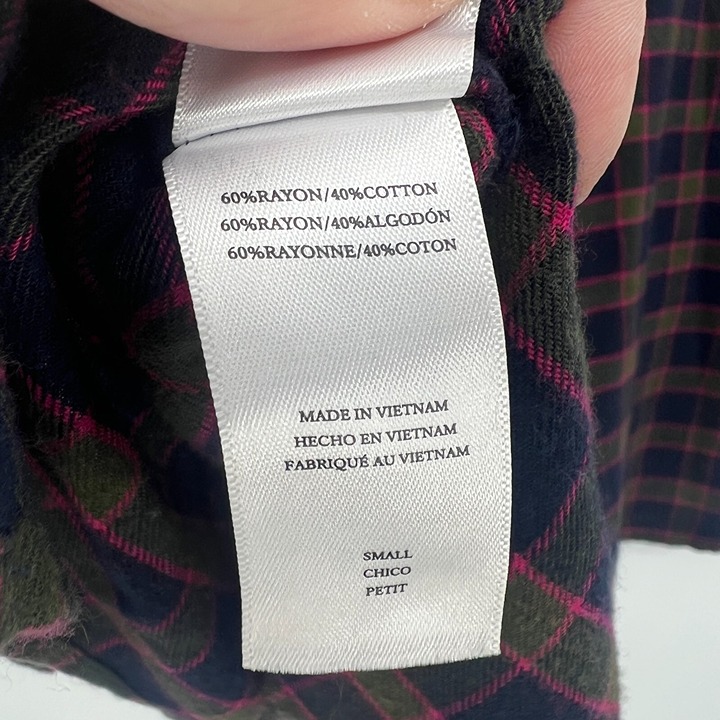 60%RAYON/40%COTTON
60%RAYON/40%ALGODÓN
60%RAYONNE/40%COTON
MADE IN VIETNAM
HECHO EN VIETNAM
FABRIQUÉ AU VIETNAM
SMALL
CHICO
PETIT